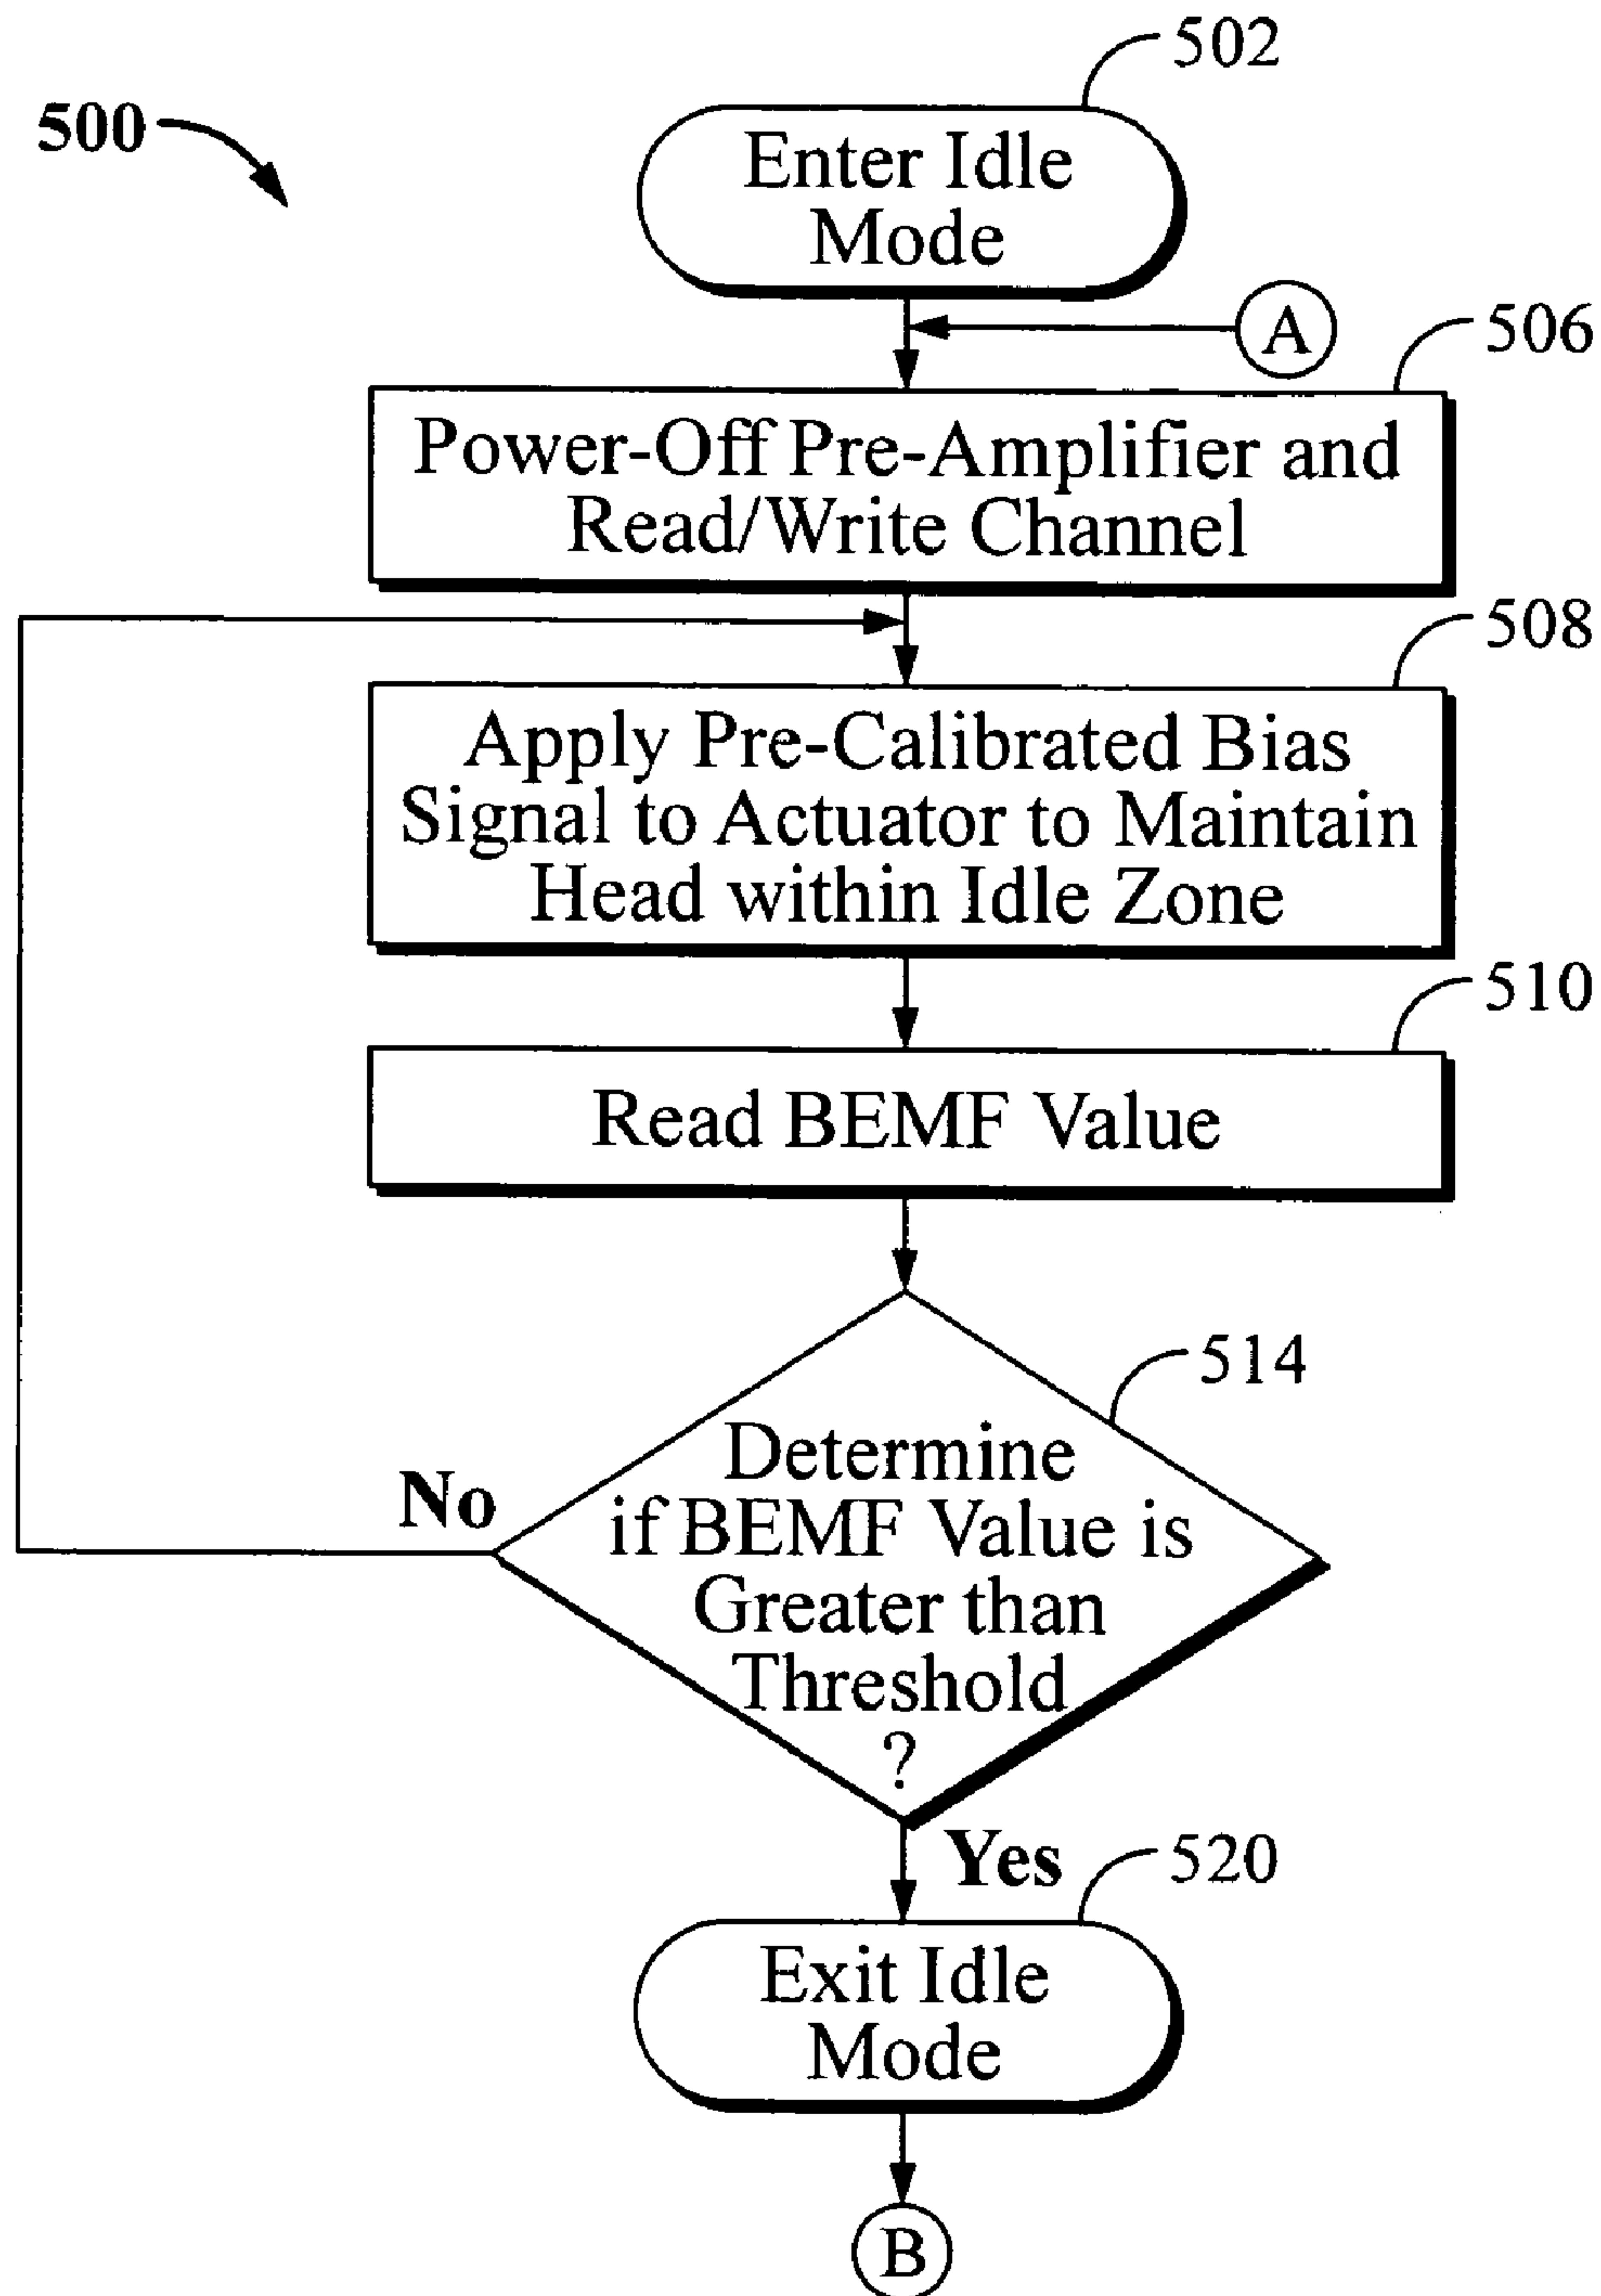 500
502
Enter Idle
Mode
A
506
Power-Off Pre-Amplifier and
Read/Write Channel
508
Apply Pre-Calibrated Bias
Signal to Actuator to Maintain
Head within Idle Zone
510
Read BEMF Value
514
Determine
if BEMF Value is
Greater than
Threshold
?
No
Yes
520
Exit Idle
Mode
B